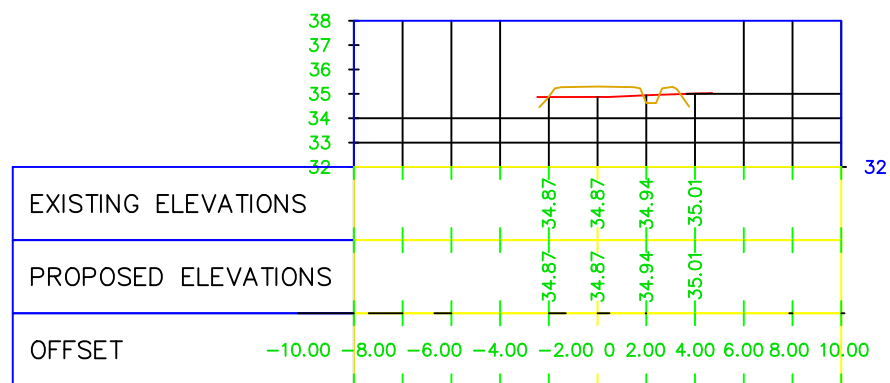 38
37
36
35
34
33
32
32
EXISTING ELEVATIONS 34.87 34.87 34.94 35.01
PROPOSED ELEVATIONS 34.87 34.87 34.94 35.01
OFFSET -10.00 -8.00 -6.00 -4.00 -2.00 0 2.00 4.00 6.00 8.00 10.00